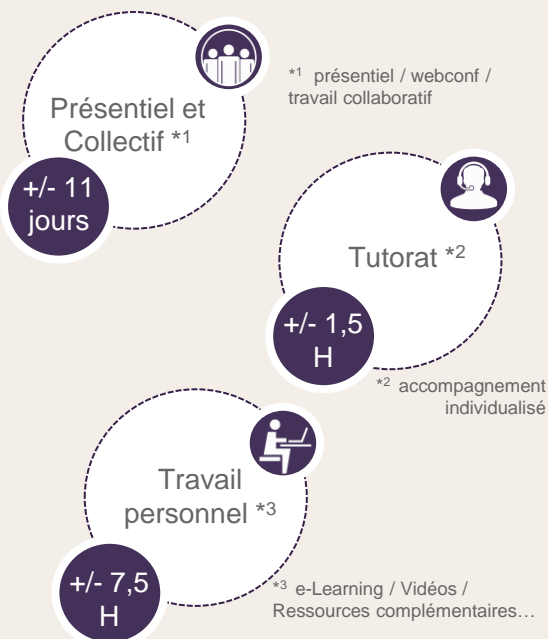 Présentiel et
Collectif *1
+/- 11
jours
*1 présentiel / webconf /
travail collaboratif
Tutorat *2
+/- 1,5
H
*2 accompagnement
individualisé
Travail
personnel *3
+/- 7,5
H
*3 e-Learning / Vidéos /
Ressources complémentaires…